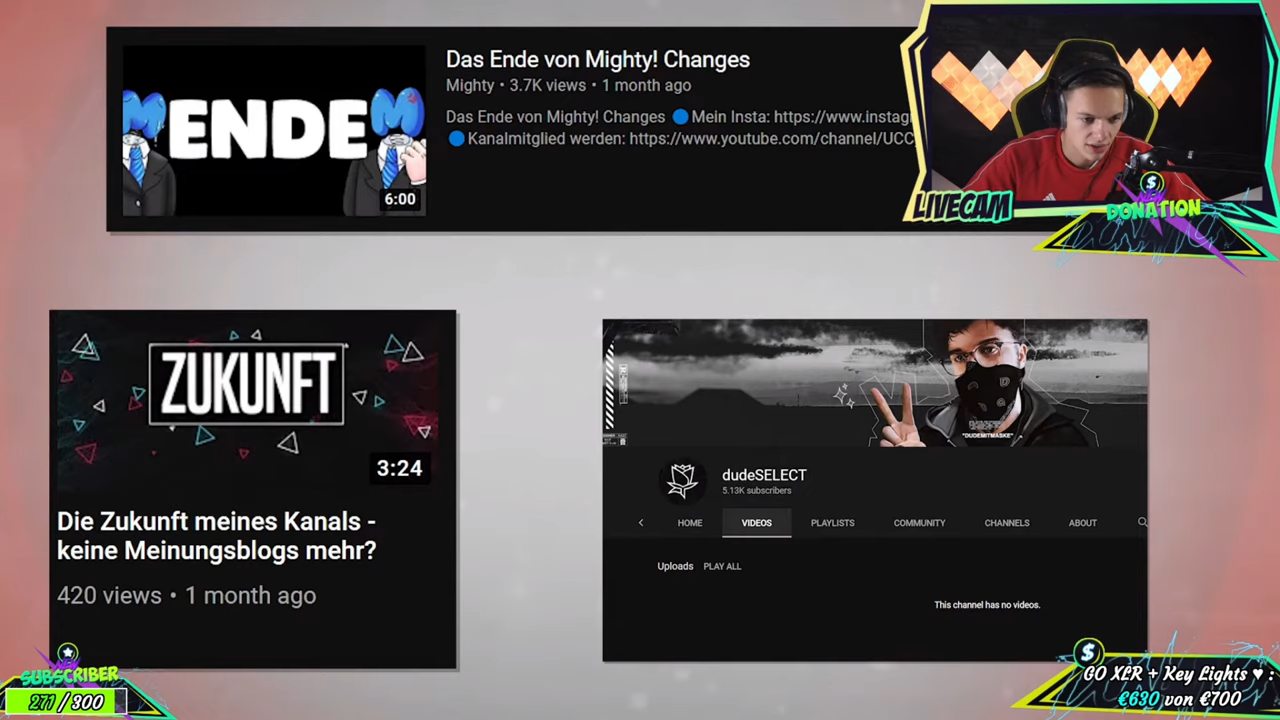 ENDE
6:00
Das Ende von Mighty! Changes
Mighty • 3.7K views • 1 month ago
Das Ende von Mighty! Changes 🔵Mein Insta: https://www.instag
🔵Kanalmitglied werden: https://www.youtube.com/channel/UCC
LIVECAM
NEW
DONATION
ZUKUNFT
3:24
Die Zukunft meines Kanals -
keine Meinungsblogs mehr?
420 views • 1 month ago
"DUDEMITMASKE"
dudeSELECT
5.13K subscribers
HOME VIDEOS PLAYLISTS COMMUNITY CHANNELS ABOUT
Uploads PLAY ALL
This channel has no videos.
NEW
SUBSCRIBER
271 / 300
GO XLR + Key Lights ♥ :
€630 von €700